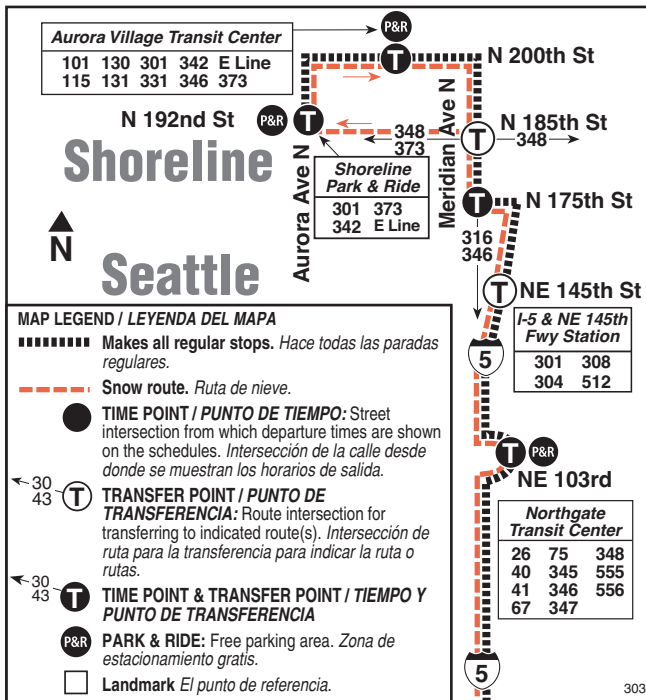 Aurora Village Transit Center
101 130 301 342 E Line
115 131 331 346 373
P&R
T
N 200th St
N 192nd St
P&R
T
348
373
T
N 185th St
348
Shoreline
Aurora Ave N
Meridian Ave N
Shoreline
Park & Ride
301 373
342 E Line
T
N 175th St
316
346
N
Seattle
T
NE 145th St
I-5 & NE 145th
Fwy Station
301 308
304 512
5
T
P&R
NE 103rd
Northgate
Transit Center
26 75 348
40 345 555
41 346 556
67 347
5
303
MAP LEGEND / LEYENDA DEL MAPA
Makes all regular stops. Hace todas las paradas
regulares.
Snow route. Ruta de nieve.
TIME POINT / PUNTO DE TIEMPO: Street
intersection from which departure times are shown
on the schedules. Intersección de la calle desde
donde se muestran los horarios de salida.
30
43
T
TRANSFER POINT / PUNTO DE
TRANSFERENCIA: Route intersection for
transferring to indicated route(s). Intersección de
ruta para la transferencia para indicar la ruta o
rutas.
30
43
T
TIME POINT & TRANSFER POINT / TIEMPO Y
PUNTO DE TRANSFERENCIA
P&R
PARK & RIDE: Free parking area. Zona de
estacionamiento gratis.
Landmark El punto de referencia.